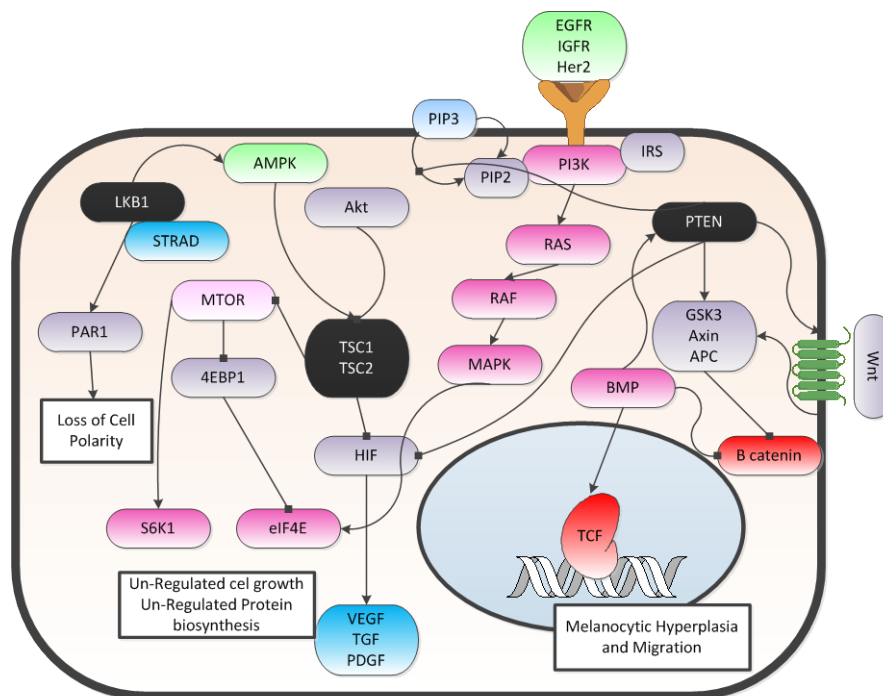 EGFR
IGFR
Her2
PIP3
IRS
AMPK
PIP2
PI3K
LKB1
Akt
PTEN
STRAD
RAS
MTOR
RAF
GSK3
Axin
APC
PAR1
TSC1
TSC2
MAPK
4EBP1
BMP
Wnt
Loss of Cell
Polarity
HIF
B catenin
S6K1
eIF4E
TCF
Un-Regulated cel growth
Un-Regulated Protein
biosynthesis
VEGF
TGF
PDGF
Melanocytic Hyperplasia
and Migration